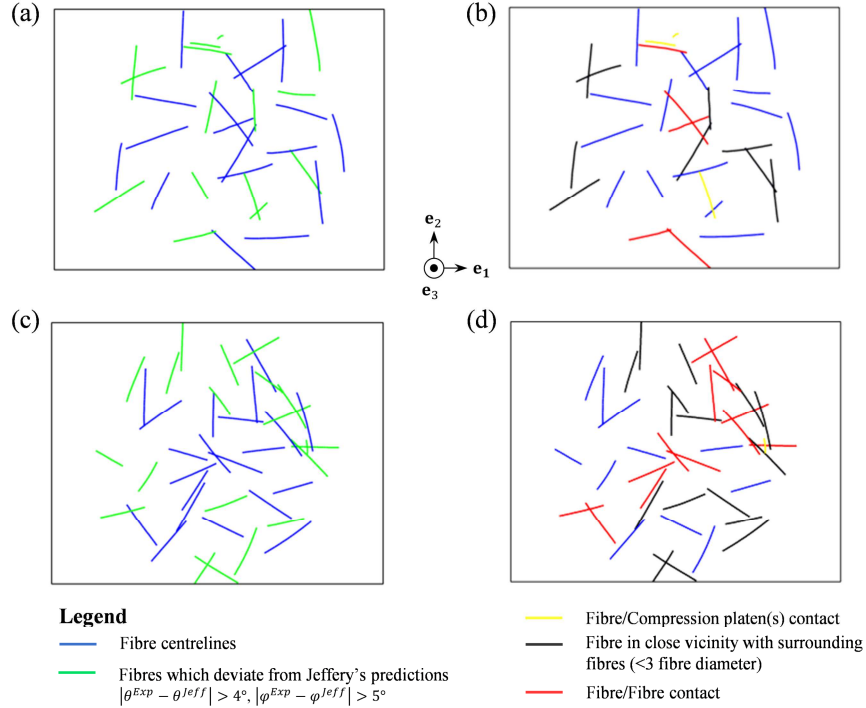 (a)
(b)
e₂
e₁
e₃
(c)
(d)
Legend
Fibre centrelines
Fibres which deviate from Jeffery's predictions
|θ^Exp − θ^Jeff| > 4°, |φ^Exp − φ^Jeff| > 5°
Fibre/Compression platen(s) contact
Fibre in close vicinity with surrounding
fibres (<3 fibre diameter)
Fibre/Fibre contact